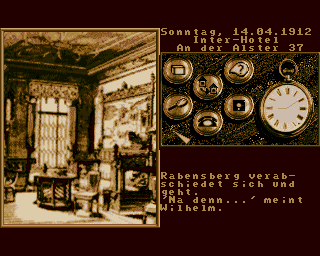 Sonntag, 14.04.1912
Inter-Hotel
An der Alster 37
Rabensberg verab-
schiedet sich und
geht.
'Na denn...' meint
Wilhelm.